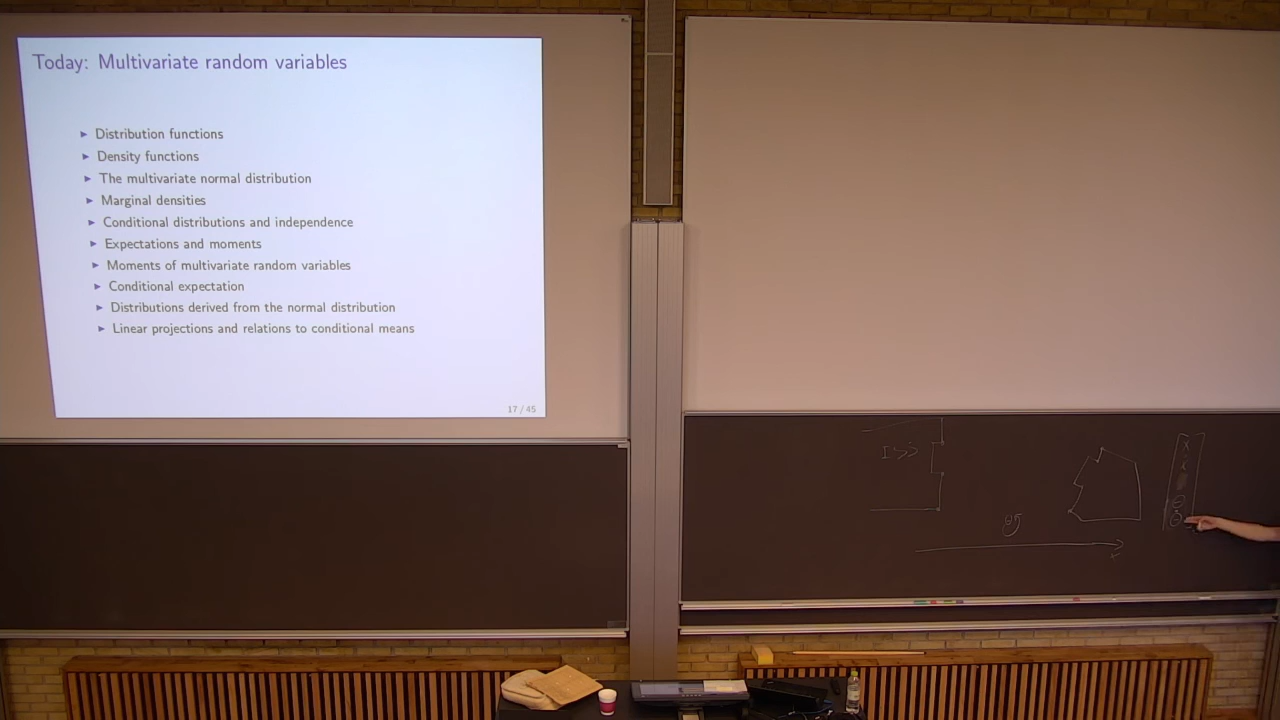 Today: Multivariate random variables
Distribution functions
Density functions
The multivariate normal distribution
Marginal densities
Conditional distributions and independence
Expectations and moments
Moments of multivariate random variables
Conditional expectation
Distributions derived from the normal distribution
Linear projections and relations to conditional means
17 / 45